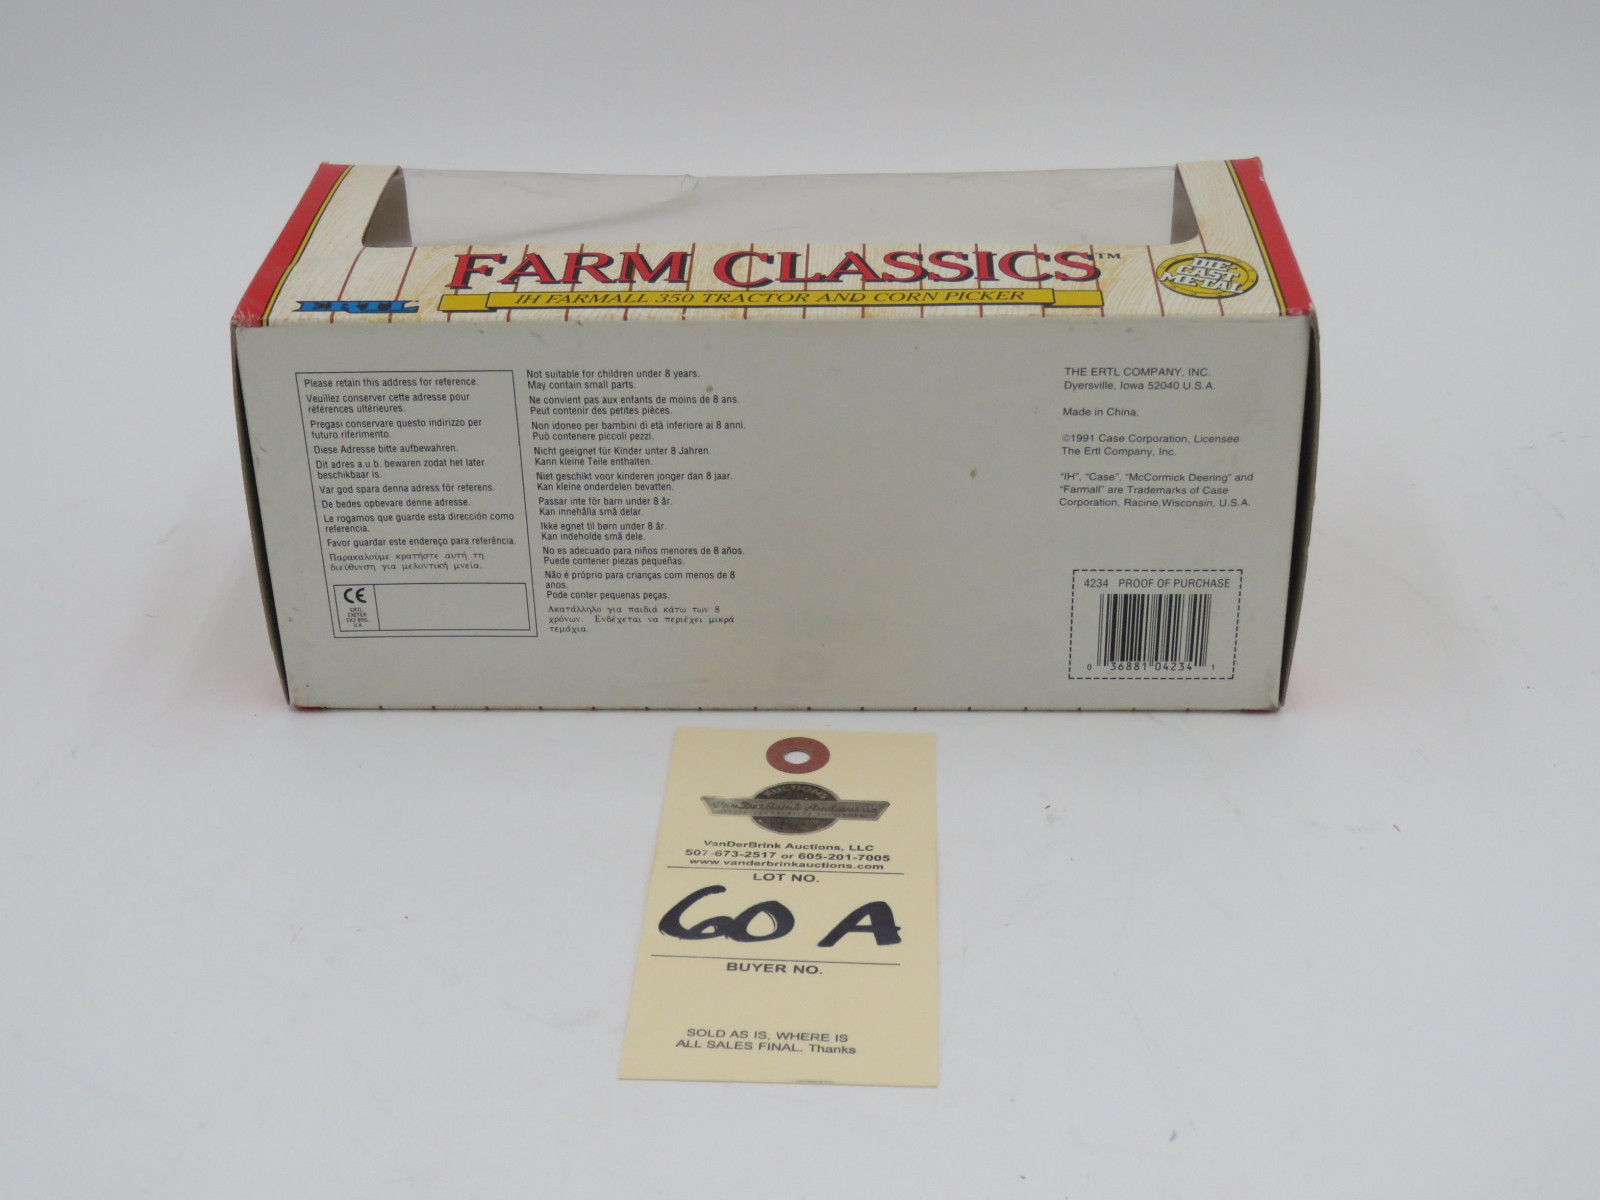 FARM CLASSICS™
DIE-
CAST
METAL
ERTL
IH FARMALL 350 TRACTOR AND CORN PICKER
Please retain this address for reference.
Veuillez conserver cette adresse pour
références ultérieures.
Pregasi conservare questo indirizzo per
futuro riferimento.
Diese Adresse bitte aufbewahren.
Dit adres a.u.b. bewaren zodat het later
beschikbaar is.
Var god spara denna adress för referens.
De bedes opbevare denne adresse.
Le rogamos que guarde esta dirección como
referencia.
Favor guardar este endereço para referência.
Παρακαλούμε κρατήστε αυτή τη
διεύθυνση για μελοντική μνεία.
CE
ERTL
EXETER
U.K.
Not suitable for children under 8 years.
May contain small parts.
Ne convient pas aux enfants de moins de 8 ans.
Peut contenir des petites pièces.
Non idoneo per bambini di età inferiore ai 8 anni.
Può contenere piccoli pezzi.
Nicht geeignet für Kinder unter 8 Jahren.
Kann kleine Teile enthalten.
Niet geschikt voor kinderen jonger dan 8 jaar.
Kan kleine onderdelen bevatten.
Passar inte för barn under 8 år.
Kan innehålla små delar.
Ikke egnet til børn under 8 år.
Kan indeholde små dele.
No es adecuado para niños menores de 8 años.
Puede contener piezas pequeñas.
Não é próprio para crianças com menos de 8
anos.
Pode conter pequenas peças.
Ακατάλληλο για παιδιά κάτω των 8
χρόνων. Ενδέχεται να περιέχει μικρά
τεμάχια.
THE ERTL COMPANY, INC.
Dyersville, Iowa 52040 U.S.A.
Made in China.
©1991 Case Corporation, Licensee
The Ertl Company, Inc.
"IH", "Case", "McCormick Deering" and
"Farmall" are Trademarks of Case
Corporation, Racine, Wisconsin, U.S.A.
4234 PROOF OF PURCHASE
0 36881 04234 1
AUCTIONS
VanDerBrink Auctions
VanDerBrink Auctions, LLC
507-673-2517 or 605-201-7005
www.vanderbrinkauctions.com
LOT NO.
60 A
BUYER NO.
SOLD AS IS, WHERE IS
ALL SALES FINAL. Thanks